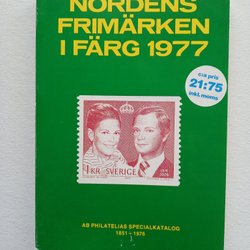 NORDENS
FRIMÄRKEN
I FÄRG 1977
c:a pris
21:75
inkl. moms
1 KR SVERIGE
AB PHILATELIAS SPECIALKATALOG
1851 – 1976